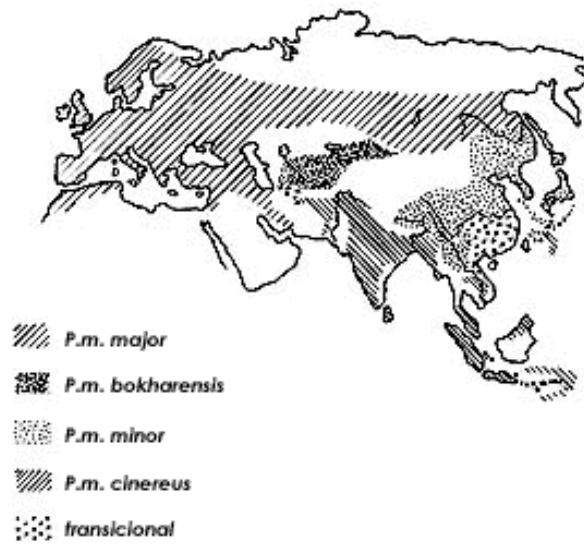 P.m. major
P.m. bokharensis
P.m. minor
P.m. cinereus
transicional